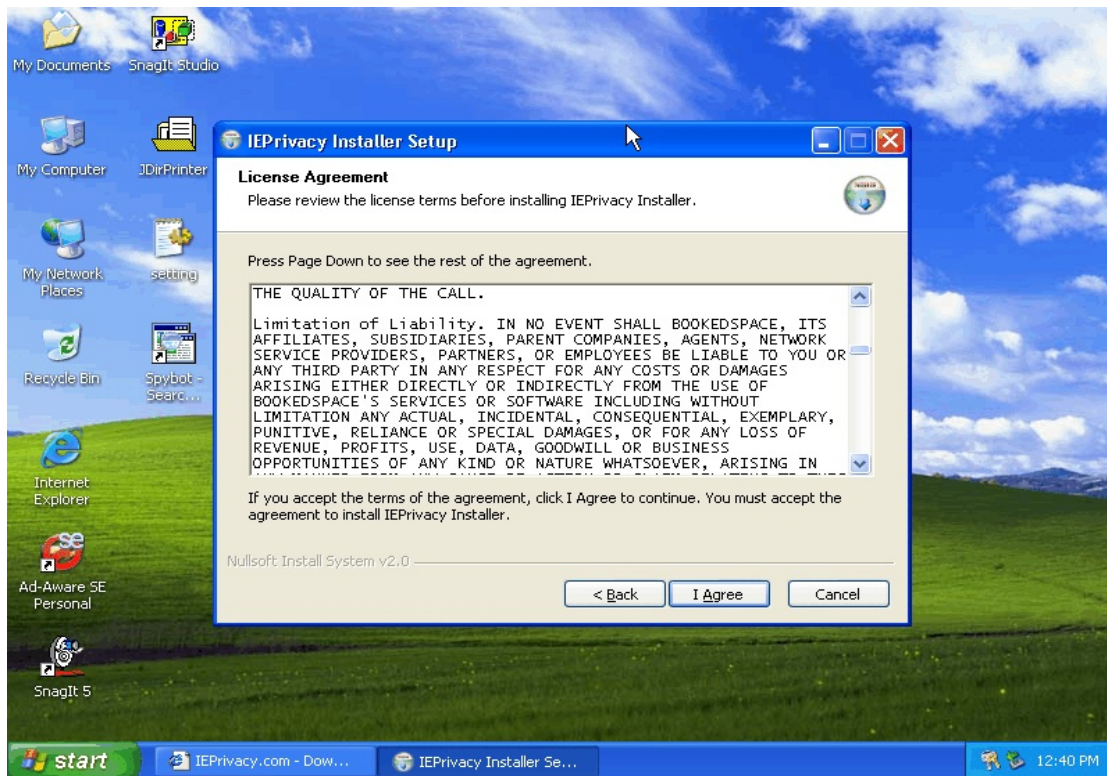 My Documents
SnagIt Studio
My Computer
JDirPrinter
My Network
Places
setting
Recycle Bin
Spybot -
Searc...
Internet
Explorer
Ad-Aware SE
Personal
SnagIt 5
IEPrivacy Installer Setup
License Agreement
Please review the license terms before installing IEPrivacy Installer.
Press Page Down to see the rest of the agreement.
THE QUALITY OF THE CALL.
Limitation of Liability. IN NO EVENT SHALL BOOKEDSPACE, ITS
AFFILIATES, SUBSIDIARIES, PARENT COMPANIES, AGENTS, NETWORK
SERVICE PROVIDERS, PARTNERS, OR EMPLOYEES BE LIABLE TO YOU OR
ANY THIRD PARTY IN ANY RESPECT FOR ANY COSTS OR DAMAGES
ARISING EITHER DIRECTLY OR INDIRECTLY FROM THE USE OF
BOOKEDSPACE'S SERVICES OR SOFTWARE INCLUDING WITHOUT
LIMITATION ANY ACTUAL, INCIDENTAL, CONSEQUENTIAL, EXEMPLARY,
PUNITIVE, RELIANCE OR SPECIAL DAMAGES, OR FOR ANY LOSS OF
REVENUE, PROFITS, USE, DATA, GOODWILL OR BUSINESS
OPPORTUNITIES OF ANY KIND OR NATURE WHATSOEVER, ARISING IN
If you accept the terms of the agreement, click I Agree to continue. You must accept the
agreement to install IEPrivacy Installer.
Nullsoft Install System v2.0
< Back
I Agree
Cancel
start
IEPrivacy.com - Dow...
IEPrivacy Installer Se...
12:40 PM